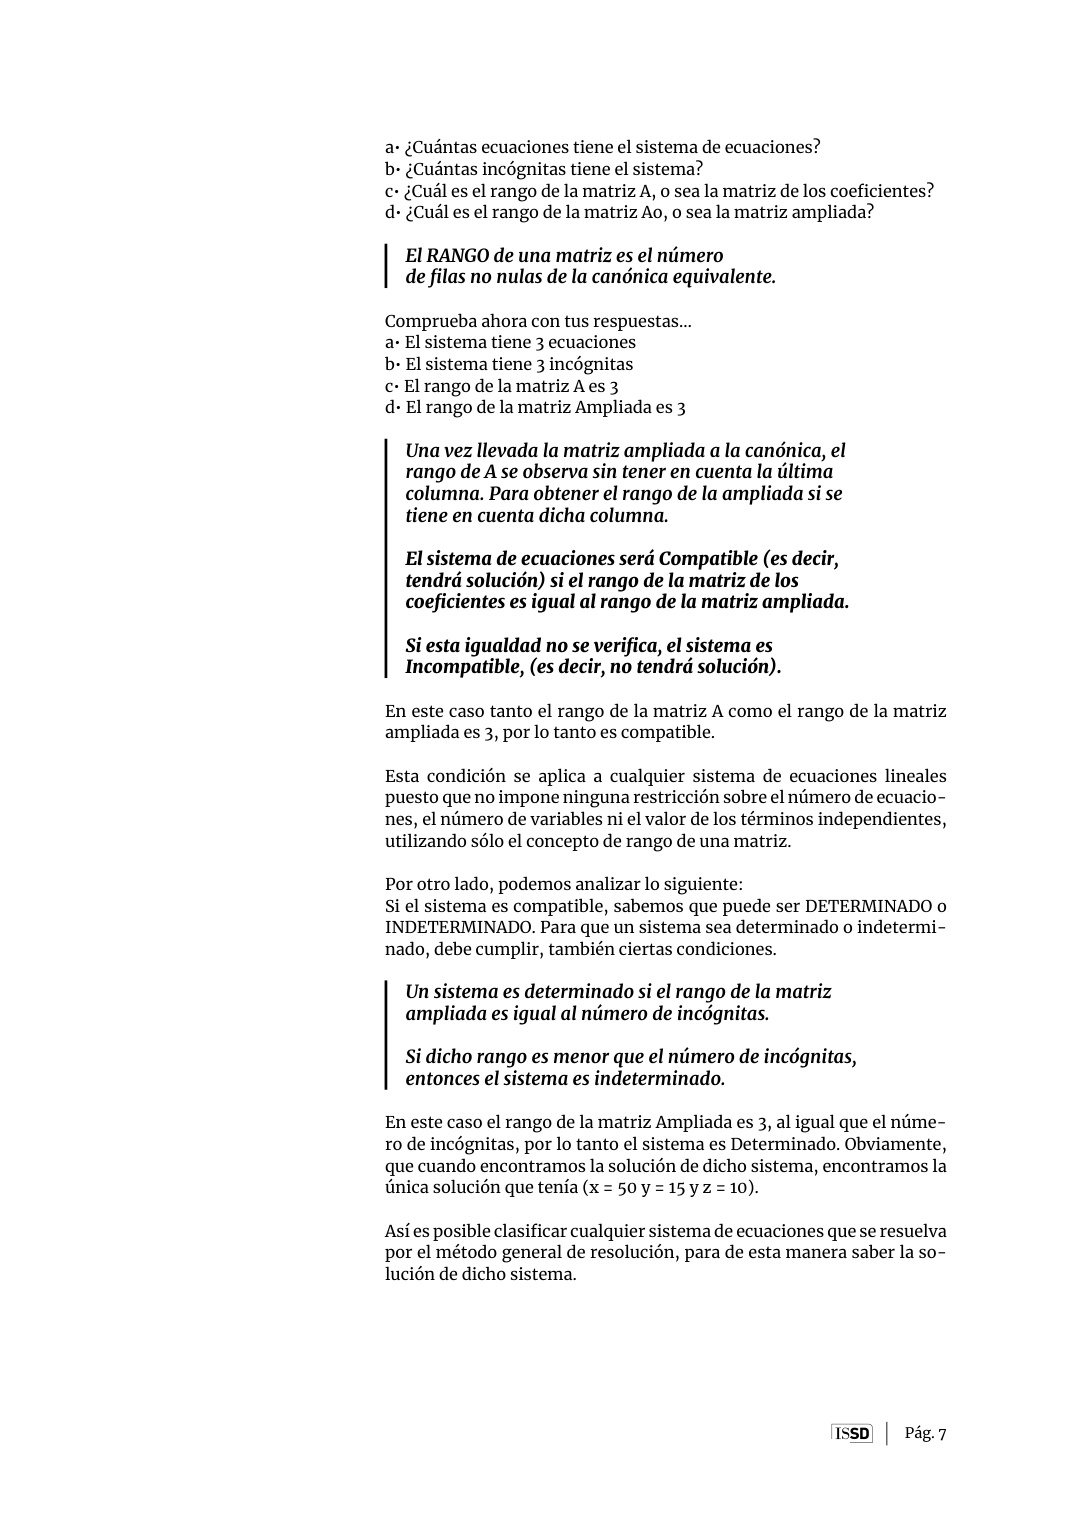 a• ¿Cuántas ecuaciones tiene el sistema de ecuaciones?
b• ¿Cuántas incógnitas tiene el sistema?
c• ¿Cuál es el rango de la matriz A, o sea la matriz de los coeficientes?
d• ¿Cuál es el rango de la matriz Ao, o sea la matriz ampliada?
El RANGO de una matriz es el número
de filas no nulas de la canónica equivalente.
Comprueba ahora con tus respuestas...
a• El sistema tiene 3 ecuaciones
b• El sistema tiene 3 incógnitas
c• El rango de la matriz A es 3
d• El rango de la matriz Ampliada es 3
Una vez llevada la matriz ampliada a la canónica, el
rango de A se observa sin tener en cuenta la última
columna. Para obtener el rango de la ampliada si se
tiene en cuenta dicha columna.
El sistema de ecuaciones será Compatible (es decir,
tendrá solución) si el rango de la matriz de los
coeficientes es igual al rango de la matriz ampliada.
Si esta igualdad no se verifica, el sistema es
Incompatible, (es decir, no tendrá solución).
En este caso tanto el rango de la matriz A como el rango de la matriz
ampliada es 3, por lo tanto es compatible.
Esta condición se aplica a cualquier sistema de ecuaciones lineales
puesto que no impone ninguna restricción sobre el número de ecuacio-
nes, el número de variables ni el valor de los términos independientes,
utilizando sólo el concepto de rango de una matriz.
Por otro lado, podemos analizar lo siguiente:
Si el sistema es compatible, sabemos que puede ser DETERMINADO o
INDETERMINADO. Para que un sistema sea determinado o indetermi-
nado, debe cumplir, también ciertas condiciones.
Un sistema es determinado si el rango de la matriz
ampliada es igual al número de incógnitas.
Si dicho rango es menor que el número de incógnitas,
entonces el sistema es indeterminado.
En este caso el rango de la matriz Ampliada es 3, al igual que el núme-
ro de incógnitas, por lo tanto el sistema es Determinado. Obviamente,
que cuando encontramos la solución de dicho sistema, encontramos la
única solución que tenía (x = 50 y = 15 y z = 10).
Así es posible clasificar cualquier sistema de ecuaciones que se resuelva
por el método general de resolución, para de esta manera saber la so-
lución de dicho sistema.
ISSD Pág. 7